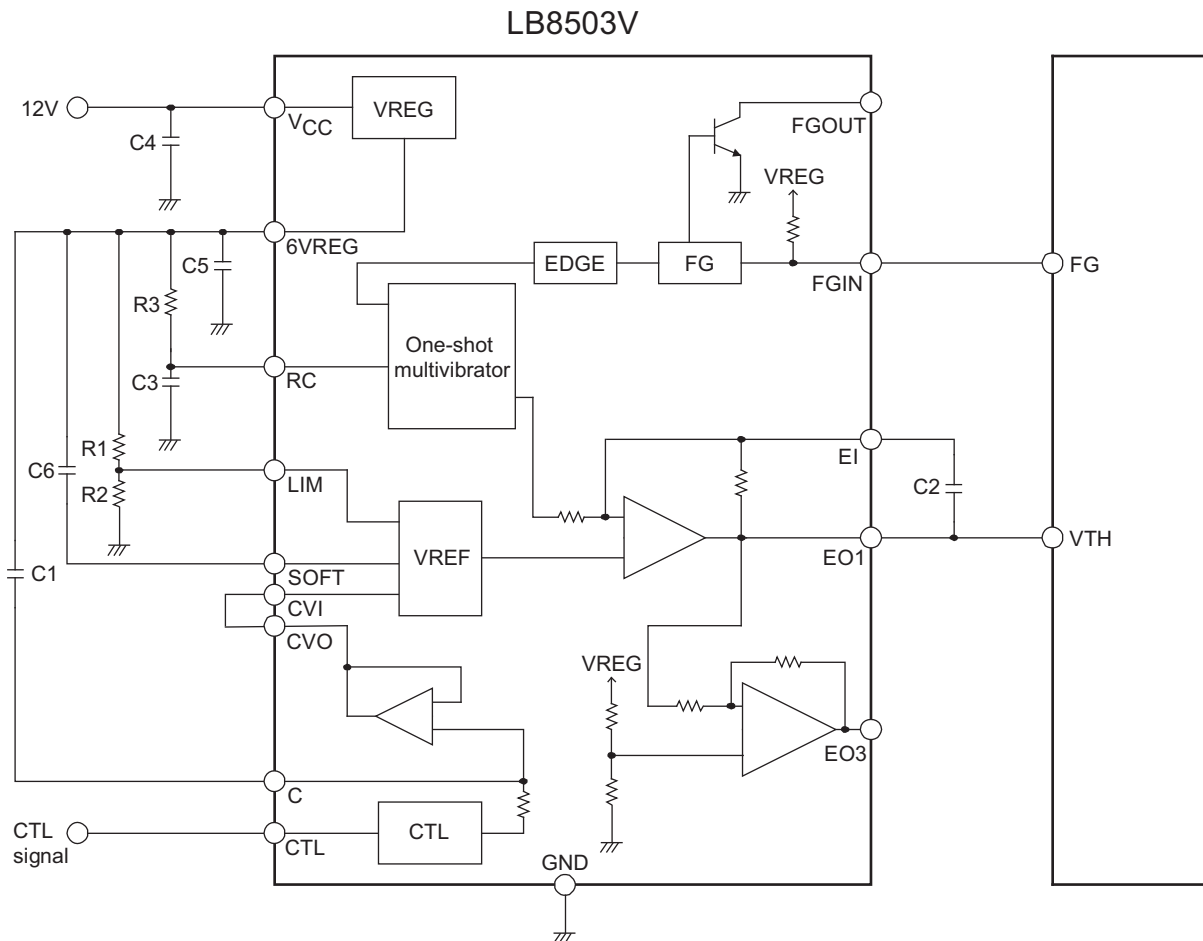 LB8503V
12V
VCC
C4
VREG
FGOUT
VREG
6VREG
C5
R3
EDGE
FG
FGIN
FG
One-shot
multivibrator
RC
C3
R1
C6
R2
LIM
EI
C2
VREF
EO1
VTH
SOFT
C1
CVI
CVO
VREG
EO3
C
CTL
signal
CTL
CTL
GND